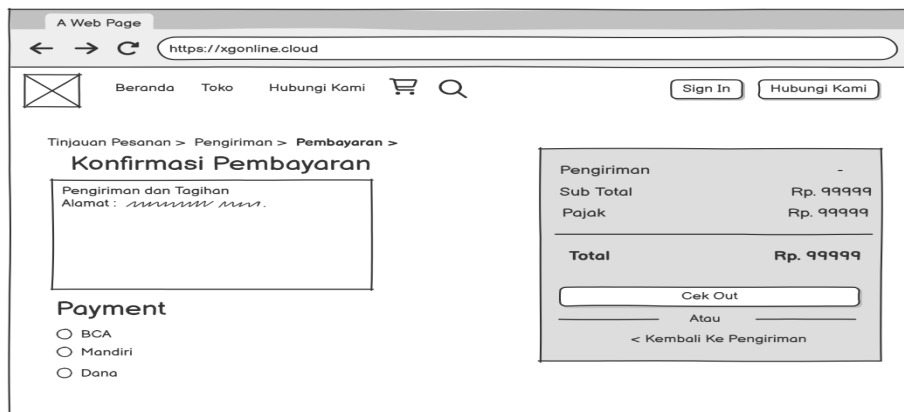 A Web Page
https://xgonline.cloud
Beranda Toko Hubungi Kami Sign In Hubungi Kami
Tinjauan Pesanan > Pengiriman > Pembayaran >
Konfirmasi Pembayaran
Pengiriman dan Tagihan
Alamat :
Payment
BCA
Mandiri
Dana
Pengiriman -
Sub Total Rp. 99999
Pajak Rp. 99999
Total Rp. 99999
Cek Out
Atau
< Kembali Ke Pengiriman